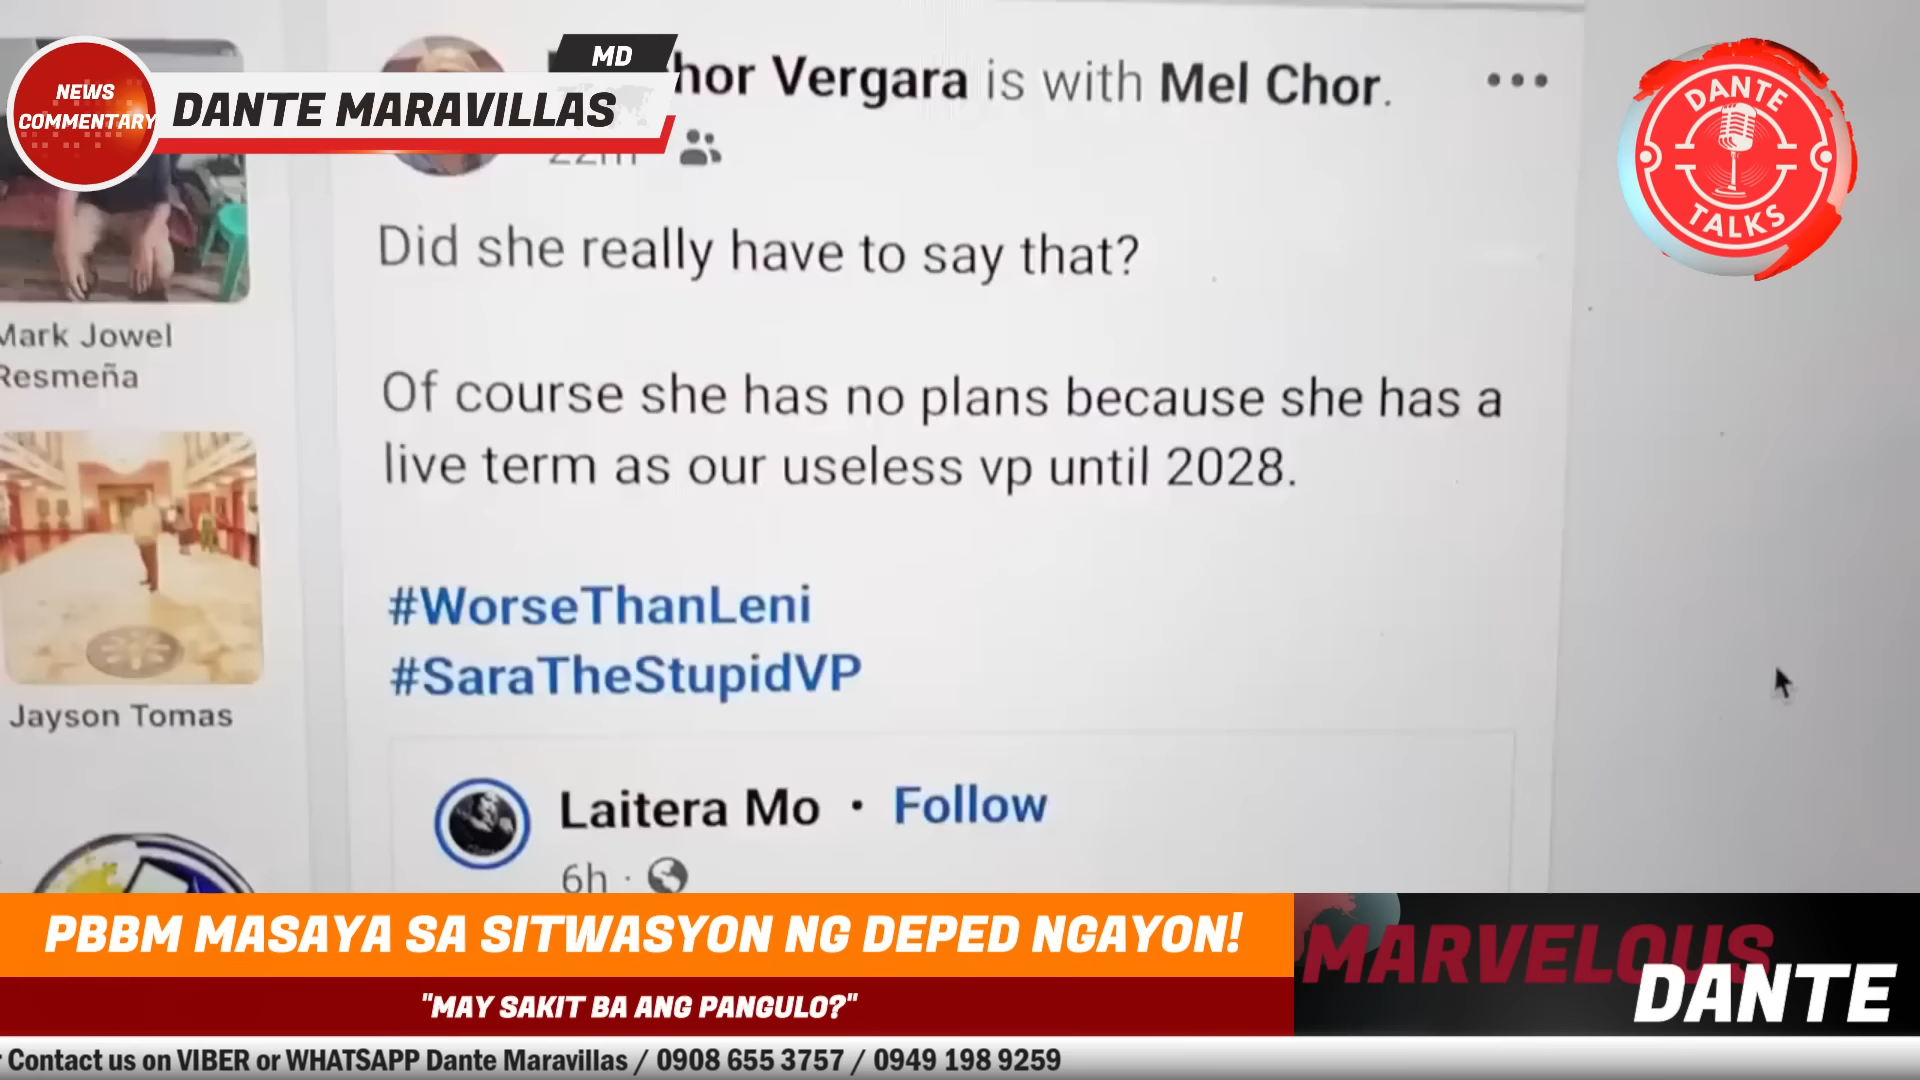 NEWS
COMMENTARY
MD
DANTE MARAVILLAS
hor Vergara is with Mel Chor.
22m
DANTE
TALKS
Did she really have to say that?
Of course she has no plans because she has a
live term as our useless vp until 2028.
#WorseThanLeni
#SaraTheStupidVP
Mark Jowel
Resmeña
Jayson Tomas
Laitera Mo · Follow
6h ·
PBBM MASAYA SA SITWASYON NG DEPED NGAYON!
"MAY SAKIT BA ANG PANGULO?"
MARVELOUS
DANTE
Contact us on VIBER or WHATSAPP Dante Maravillas / 0908 655 3757 / 0949 198 9259